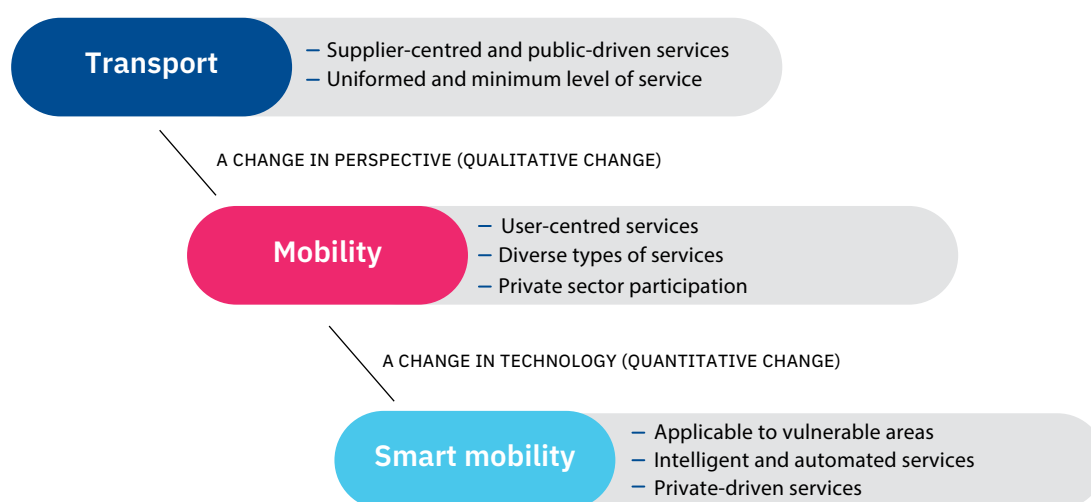 Transport
– Supplier-centred and public-driven services
– Uniformed and minimum level of service
A CHANGE IN PERSPECTIVE (QUALITATIVE CHANGE)
Mobility
– User-centred services
– Diverse types of services
– Private sector participation
A CHANGE IN TECHNOLOGY (QUANTITATIVE CHANGE)
Smart mobility
– Applicable to vulnerable areas
– Intelligent and automated services
– Private-driven services